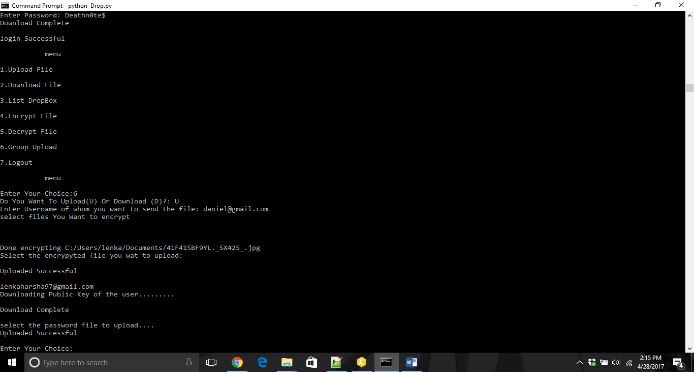 Command Prompt - python Drop.py
Enter Password: Deathn0te$
Download Complete
login Successful
menu
1.Upload File
2.Download File
3.List DropBox
4.Encrypt File
5.Decrypt File
6.Group Upload
7.Logout
menu
Enter Your Choice:6
Do You Want To Upload(U) Or Download (D)?: U
Enter Username of whom you want to send the file: daniel@gmail.com
select files You Want to encrypt
Done encrypting C:/Users/lenka/Documents/41F415BF9YL._SX425_.jpg
Select the encrypyted file you wat to upload:
Uploaded Successful
lenkaharsha97@gmail.com
Downloading Public Key of the user.........
Download Complete
select the password file to upload....
Uploaded Successful
Enter Your Choice:
Type here to search
2:15 PM
4/28/2017